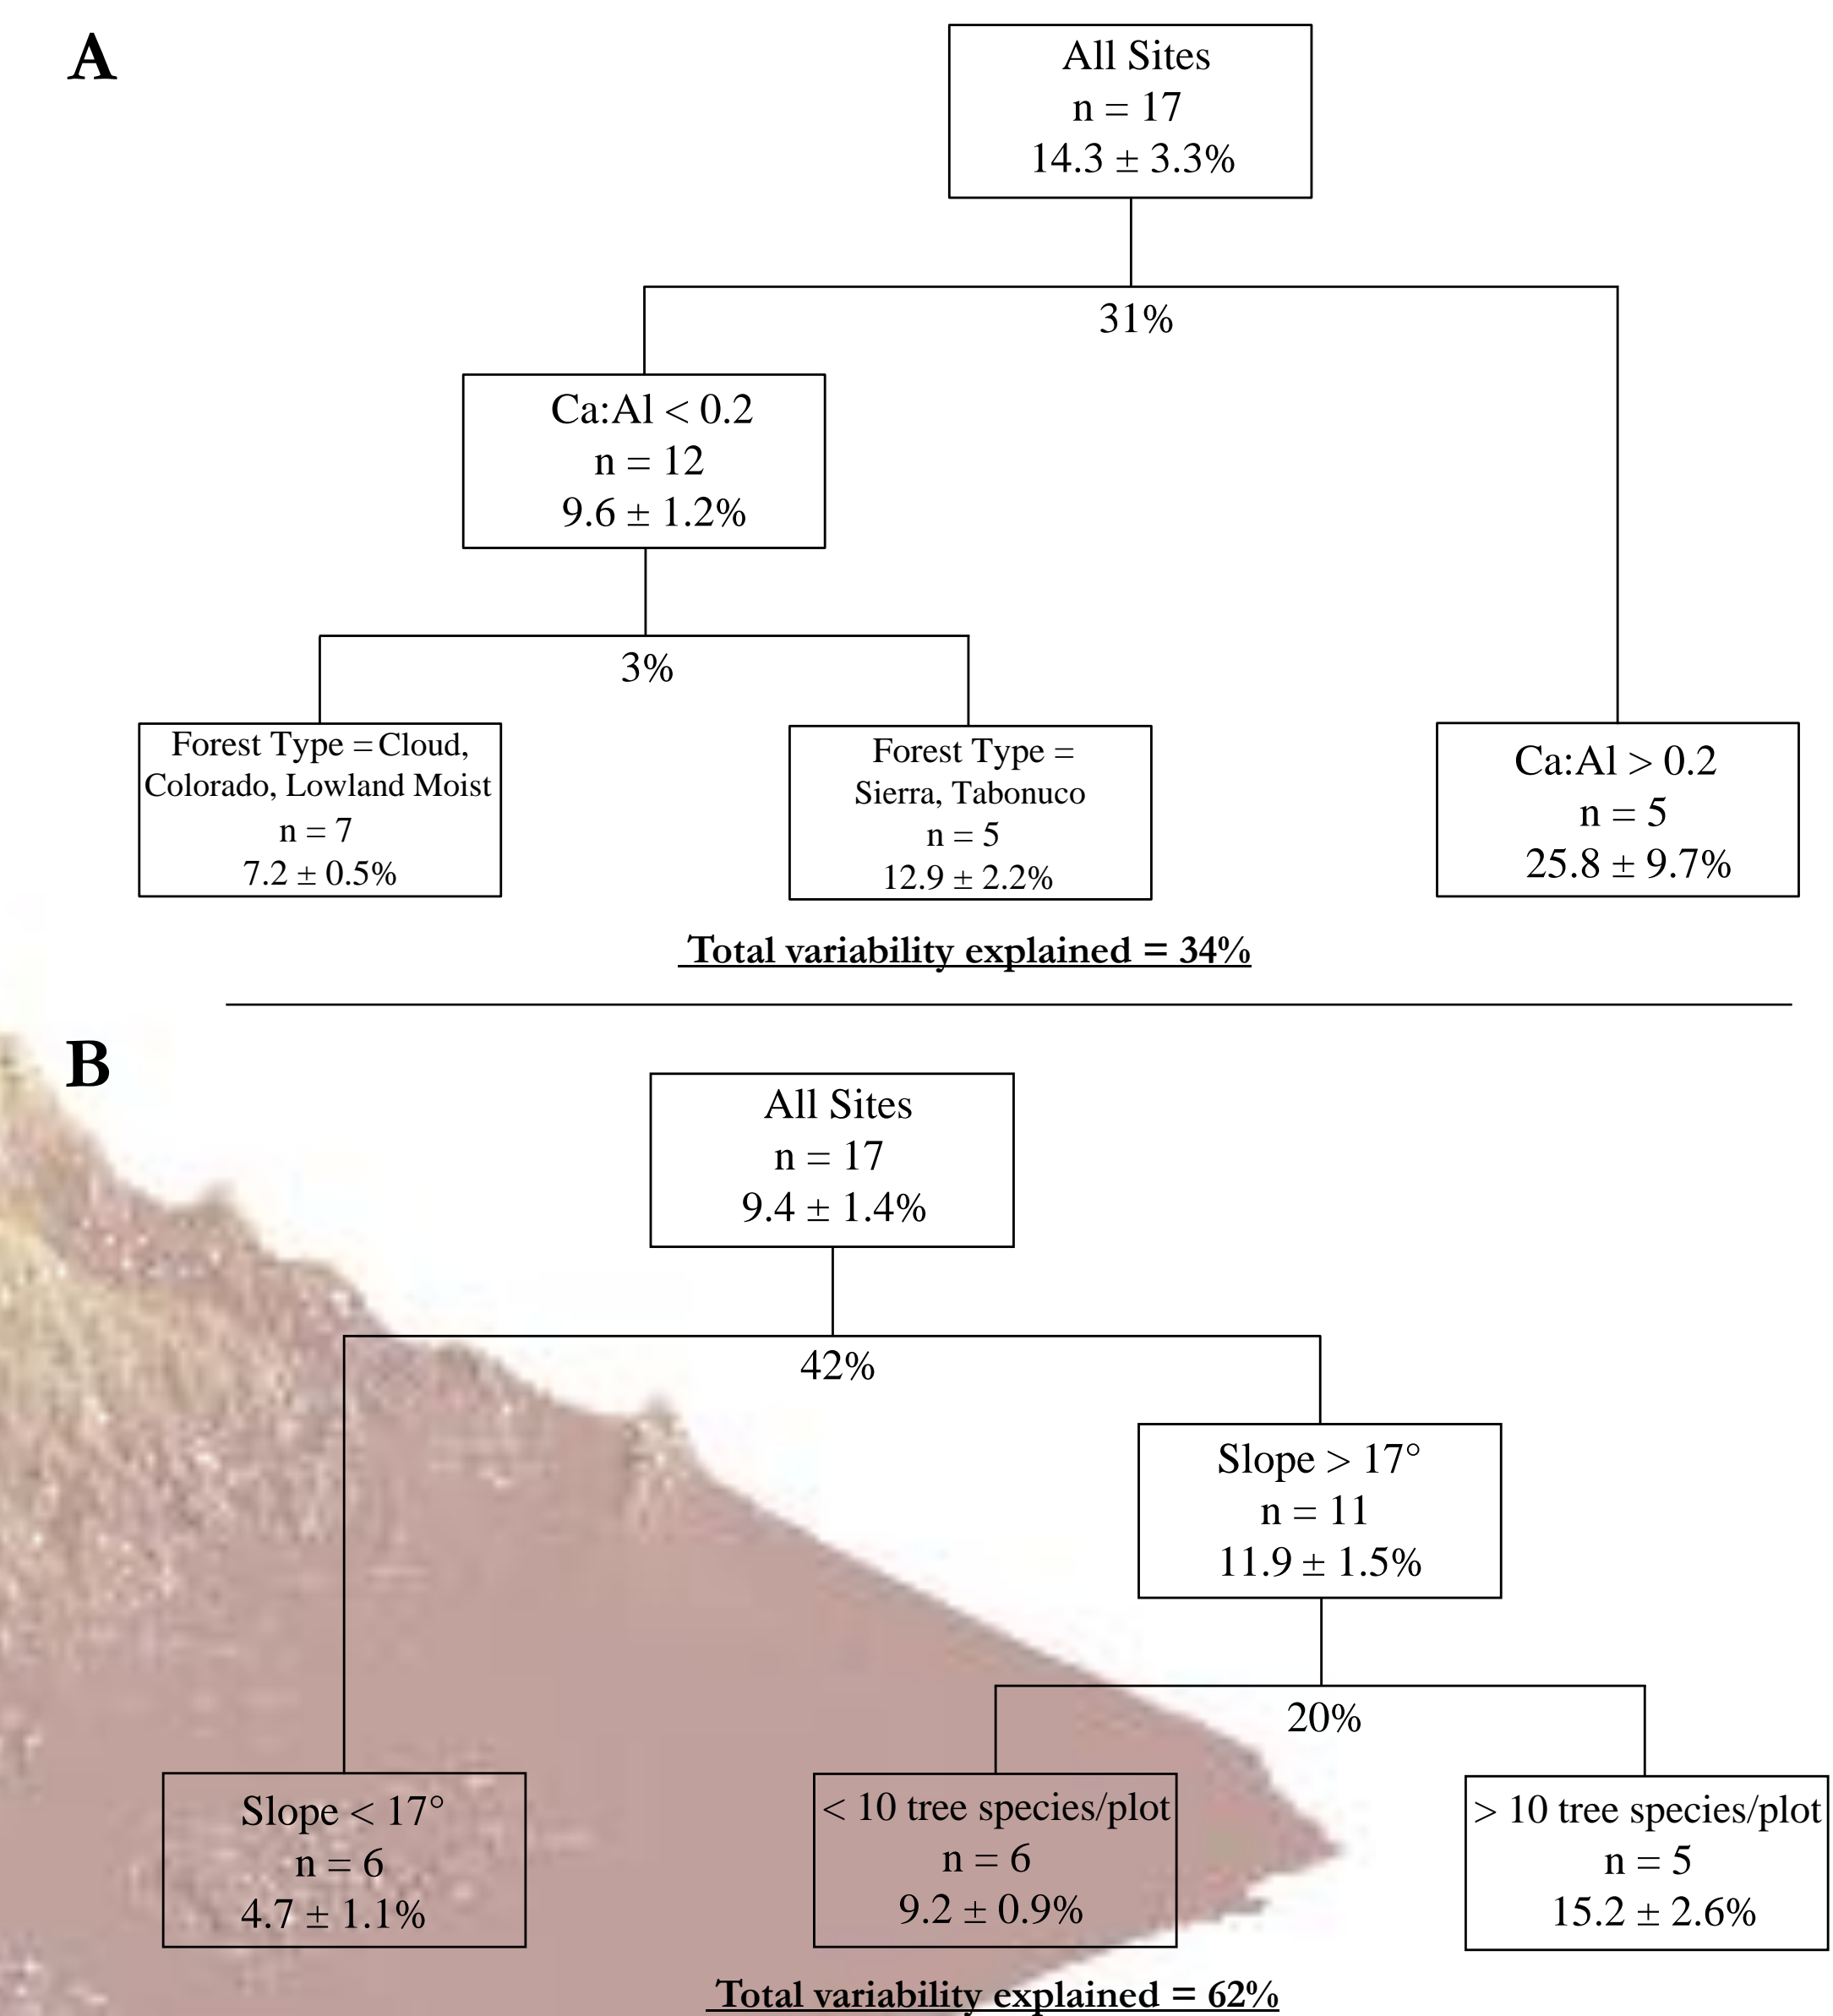 A
All Sites
n = 17
14.3 ± 3.3%
31%
Ca:Al < 0.2
n = 12
9.6 ± 1.2%
3%
Forest Type = Cloud,
Colorado, Lowland Moist
n = 7
7.2 ± 0.5%
Forest Type =
Sierra, Tabonuco
n = 5
12.9 ± 2.2%
Ca:Al > 0.2
n = 5
25.8 ± 9.7%
Total variability explained = 34%
B
All Sites
n = 17
9.4 ± 1.4%
42%
Slope > 17°
n = 11
11.9 ± 1.5%
20%
Slope < 17°
n = 6
4.7 ± 1.1%
< 10 tree species/plot
n = 6
9.2 ± 0.9%
> 10 tree species/plot
n = 5
15.2 ± 2.6%
Total variability explained = 62%